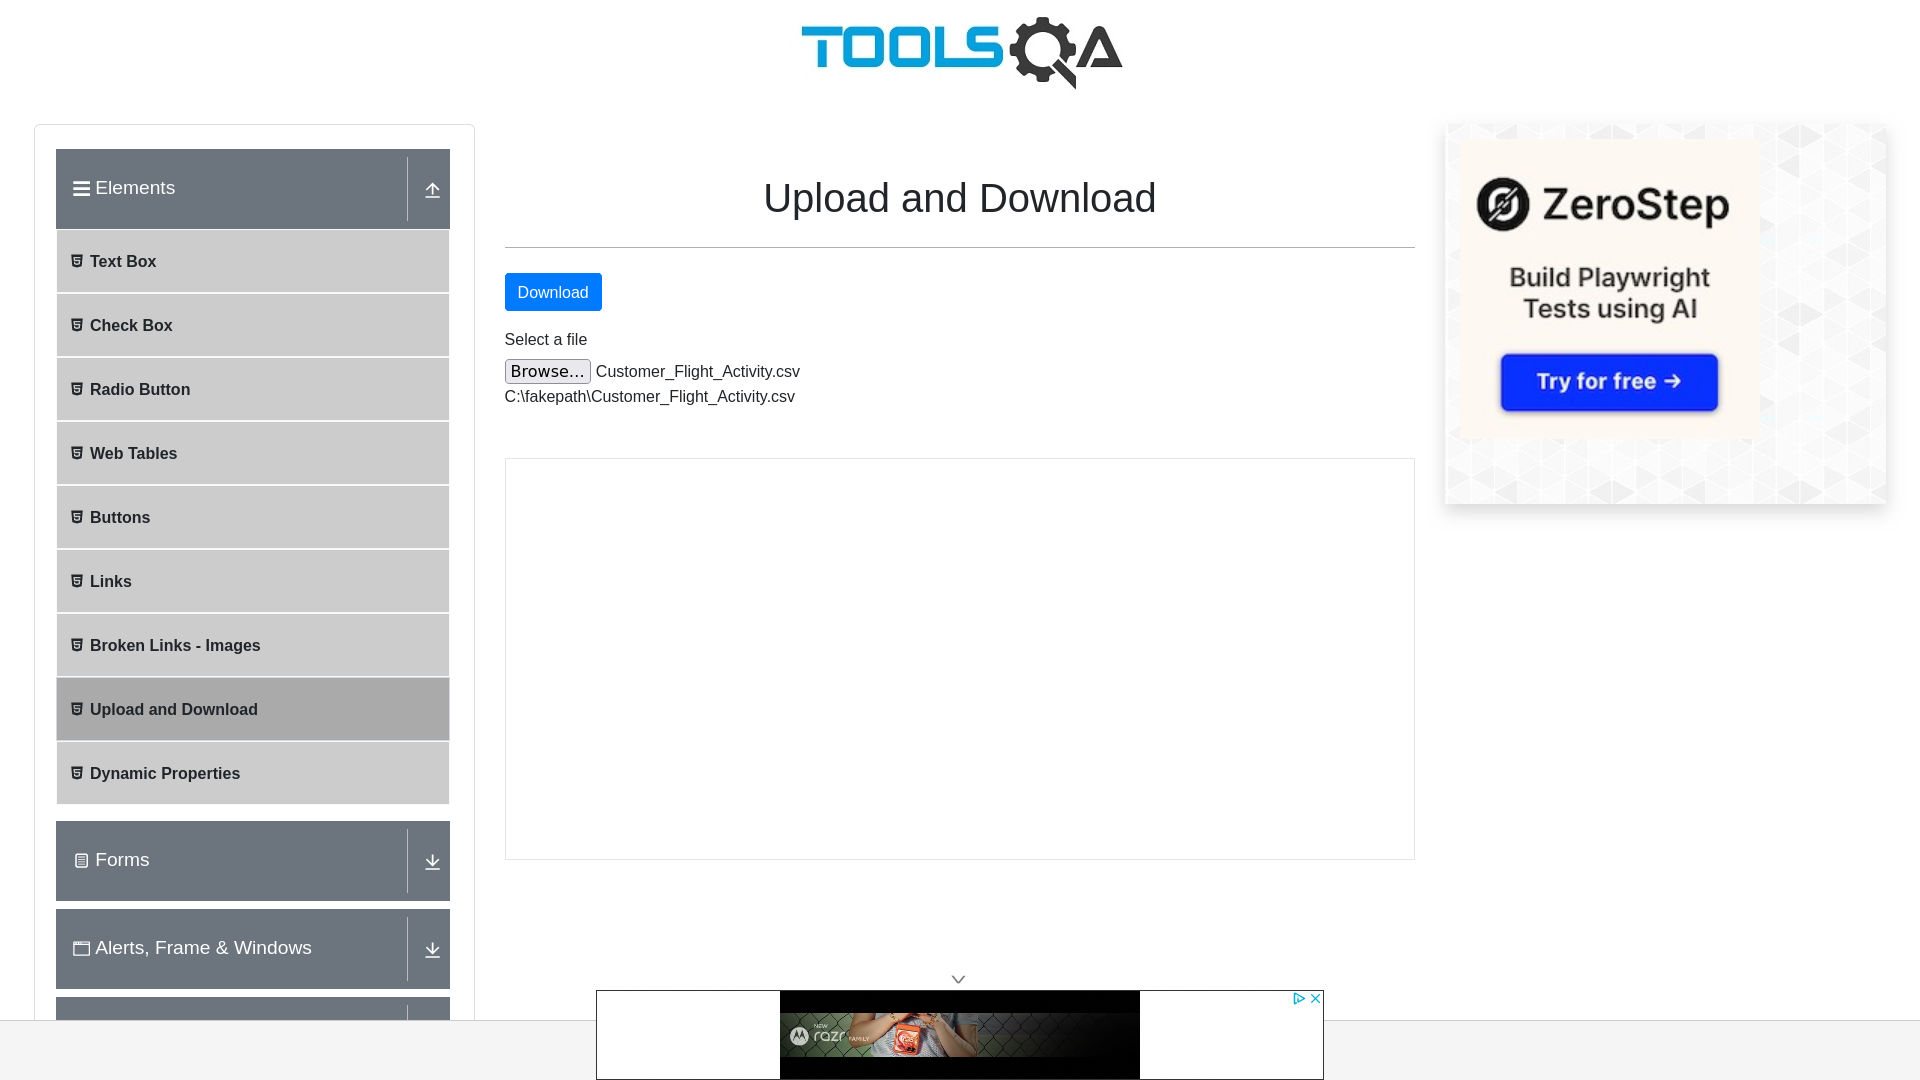 TOOLSQA
Elements
Text Box
Check Box
Radio Button
Web Tables
Buttons
Links
Broken Links - Images
Upload and Download
Dynamic Properties
Forms
Alerts, Frame & Windows
Upload and Download
Download
Select a file
Browse... Customer_Flight_Activity.csv
C:\fakepath\Customer_Flight_Activity.csv
ZeroStep
Build Playwright
Tests using AI
Try for free →
NEW
razr FAMILY